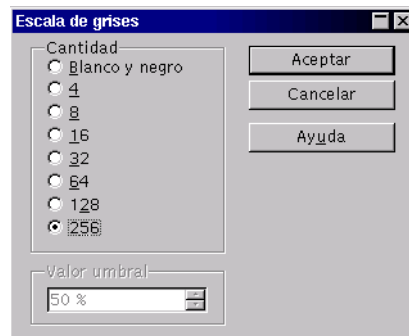 Escala de grises
Cantidad
Blanco y negro
4
8
16
32
64
128
256
Aceptar
Cancelar
Ayuda
Valor umbral
50 %